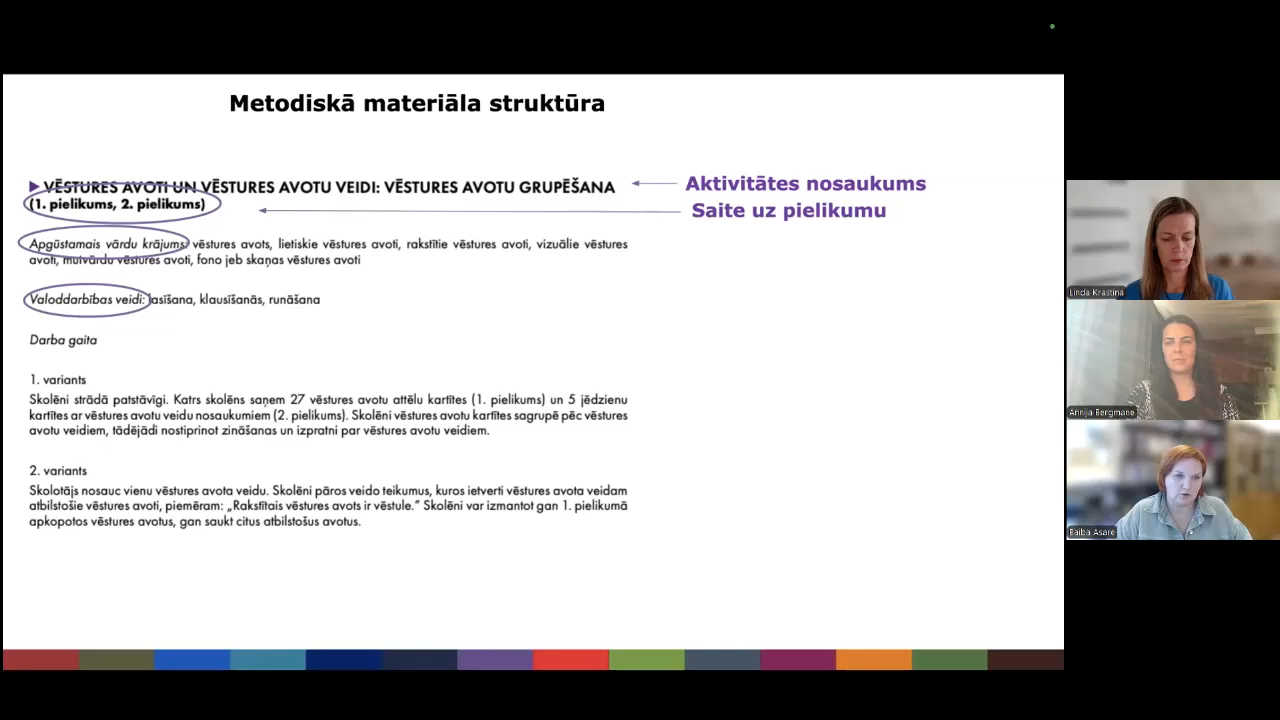 Metodiskā materiāla struktūra
VĒSTURES AVOTI UN VĒSTURES AVOTU VEIDI: VĒSTURES AVOTU GRUPĒŠANA
(1. pielikums, 2. pielikums)
Aktivitātes nosaukums
Saite uz pielikumu
Apgūstamais vārdu krājums: vēstures avots, lietiskie vēstures avoti, rakstītie vēstures avoti, vizuālie vēstures
avoti, mutvārdu vēstures avoti, fono jeb skaņas vēstures avoti
Valoddarbības veidi: lasīšana, klausīšanās, runāšana
Darba gaita
1. variants
Skolēni strādā patstāvīgi. Katrs skolēns saņem 27 vēstures avotu attēlu kartītes (1. pielikums) un 5 jēdzienu
kartītes ar vēstures avotu veidu nosaukumiem (2. pielikums). Skolēni vēstures avotu kartītes sagrupē pēc vēstures
avotu veidiem, tādējādi nostiprinot zināšanas un izpratni par vēstures avotu veidiem.
2. variants
Skolotājs nosauc vienu vēstures avota veidu. Skolēni pāros veido teikumus, kuros ietverti vēstures avota veidam
atbilstošie vēstures avoti, piemēram: „Rakstītais vēstures avots ir vēstule.” Skolēni var izmantot gan 1. pielikumā
apkopotos vēstures avotus, gan saukt citus atbilstošus avotus.
Linda Krastiņa
Annija Bergmane
Baiba Asare